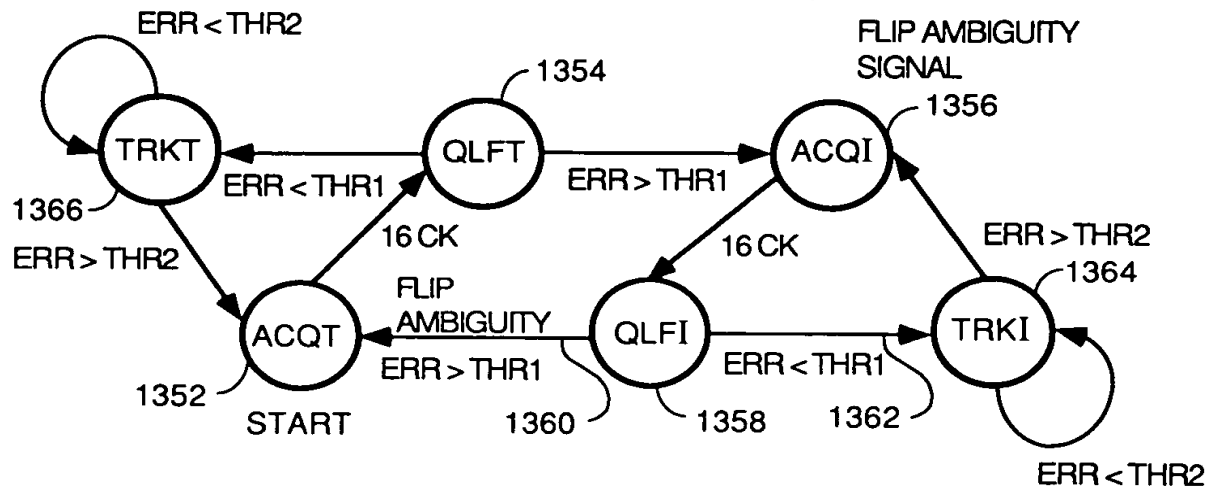 ERR < THR2
FLIP AMBIGUITY
SIGNAL
1354
1356
TRKT
QLFT
ACQI
ERR < THR1
ERR > THR1
1366
16 CK
16 CK
ERR > THR2
ERR > THR2
1364
FLIP
AMBIGUITY
ACQT
QLFI
TRKI
ERR > THR1
ERR < THR1
1352
START
1360
1358
1362
ERR < THR2